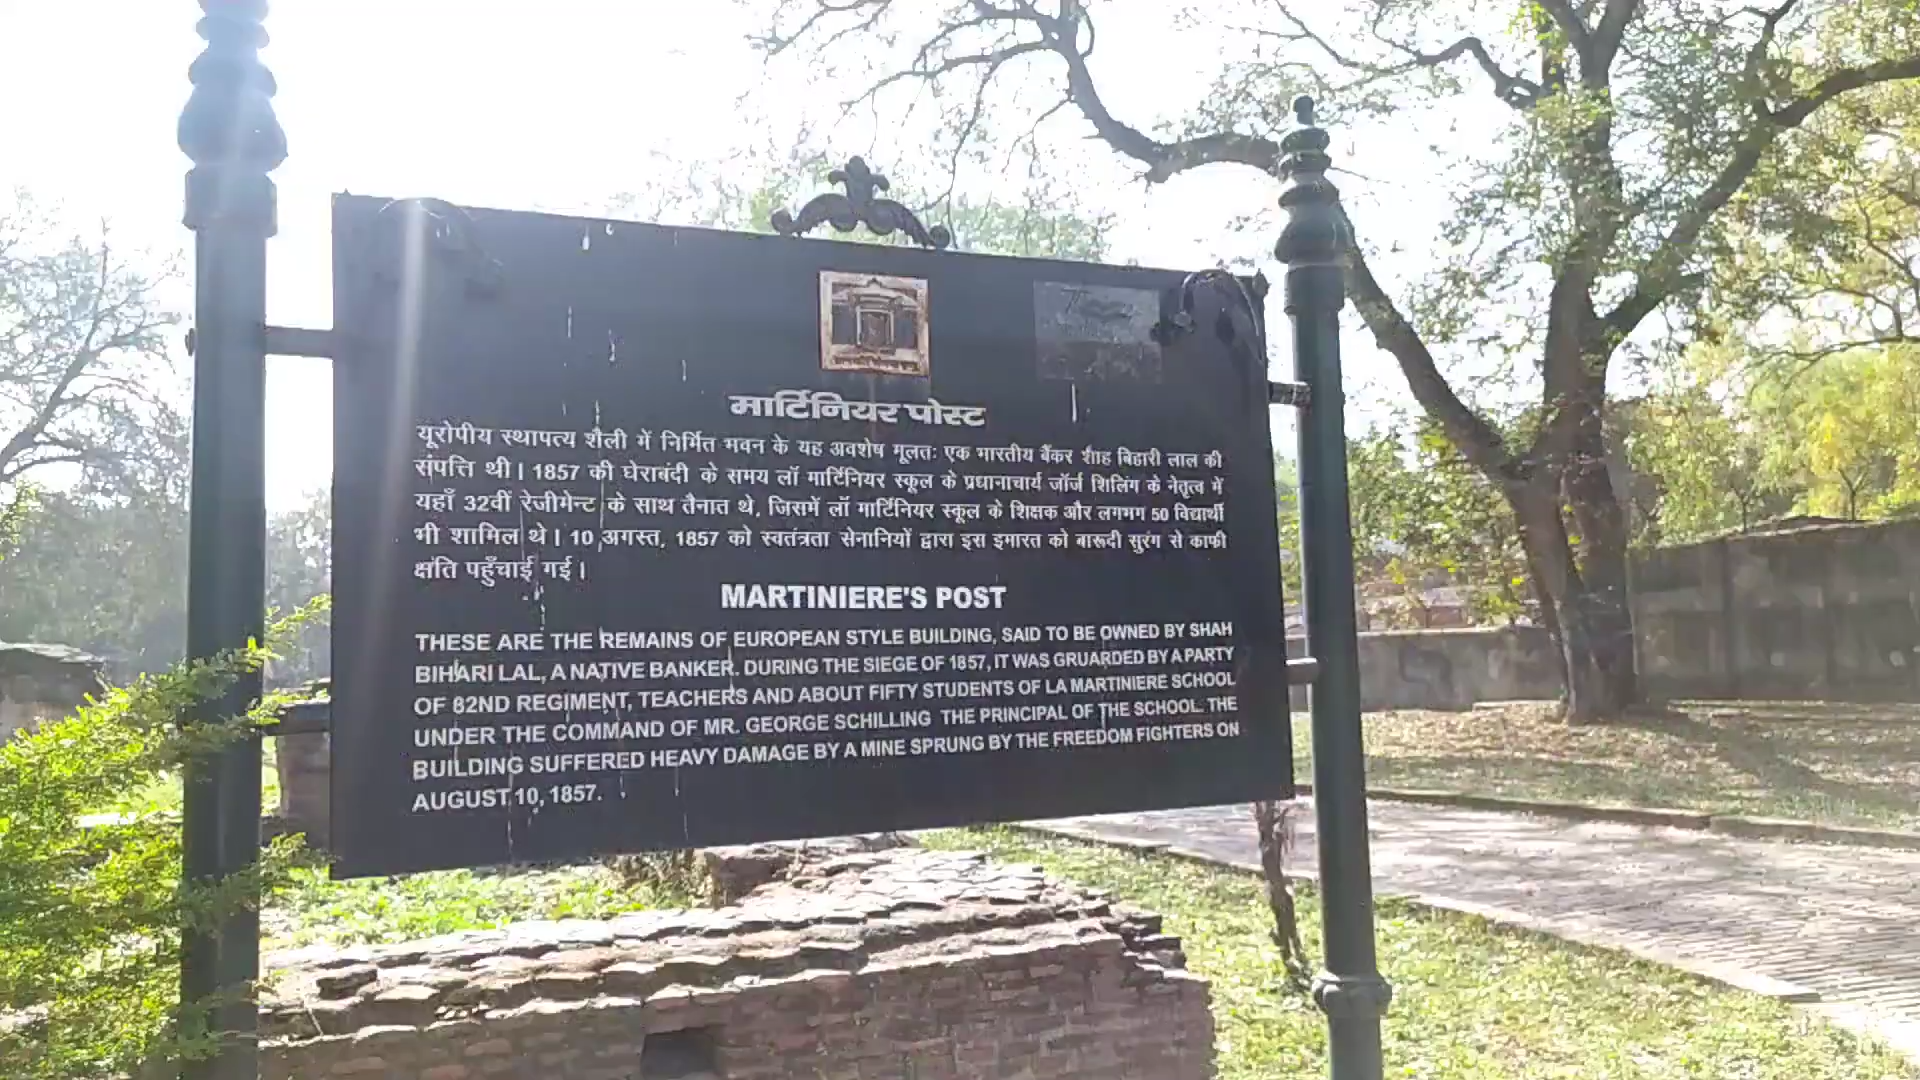 मार्टिनियर पोस्ट
यूरोपीय स्थापत्य शैली में निर्मित भवन के यह अवशेष मूलतः एक भारतीय बैंकर शाह बिहारी लाल की
संपत्ति थी। 1857 की घेराबंदी के समय लॉ मार्टिनियर स्कूल के प्रधानाचार्य जॉर्ज शिलिंग के नेतृत्व में
यहाँ 32वीं रेजीमेन्ट के साथ तैनात थे, जिसमें लॉ मार्टिनियर स्कूल के शिक्षक और लगभग 50 विद्यार्थी
भी शामिल थे। 10 अगस्त, 1857 को स्वतंत्रता सेनानियों द्वारा इस इमारत को बारूदी सुरंग से काफी
क्षति पहुँचाई गई।
MARTINIERE'S POST
THESE ARE THE REMAINS OF EUROPEAN STYLE BUILDING, SAID TO BE OWNED BY SHAH
BIHARI LAL, A NATIVE BANKER. DURING THE SIEGE OF 1857, IT WAS GRUARDED BY A PARTY
OF 82ND REGIMENT, TEACHERS AND ABOUT FIFTY STUDENTS OF LA MARTINIERE SCHOOL
UNDER THE COMMAND OF MR. GEORGE SCHILLING THE PRINCIPAL OF THE SCHOOL. THE
BUILDING SUFFERED HEAVY DAMAGE BY A MINE SPRUNG BY THE FREEDOM FIGHTERS ON
AUGUST 10, 1857.